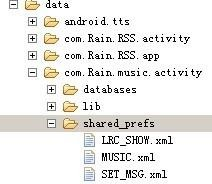 data
android.tts
com.Rain.RSS.activity
com.Rain.RSS.app
com.Rain.music.activity
databases
lib
shared_prefs
LRC_SHOW.xml
MUSIC.xml
SET_MSG.xml